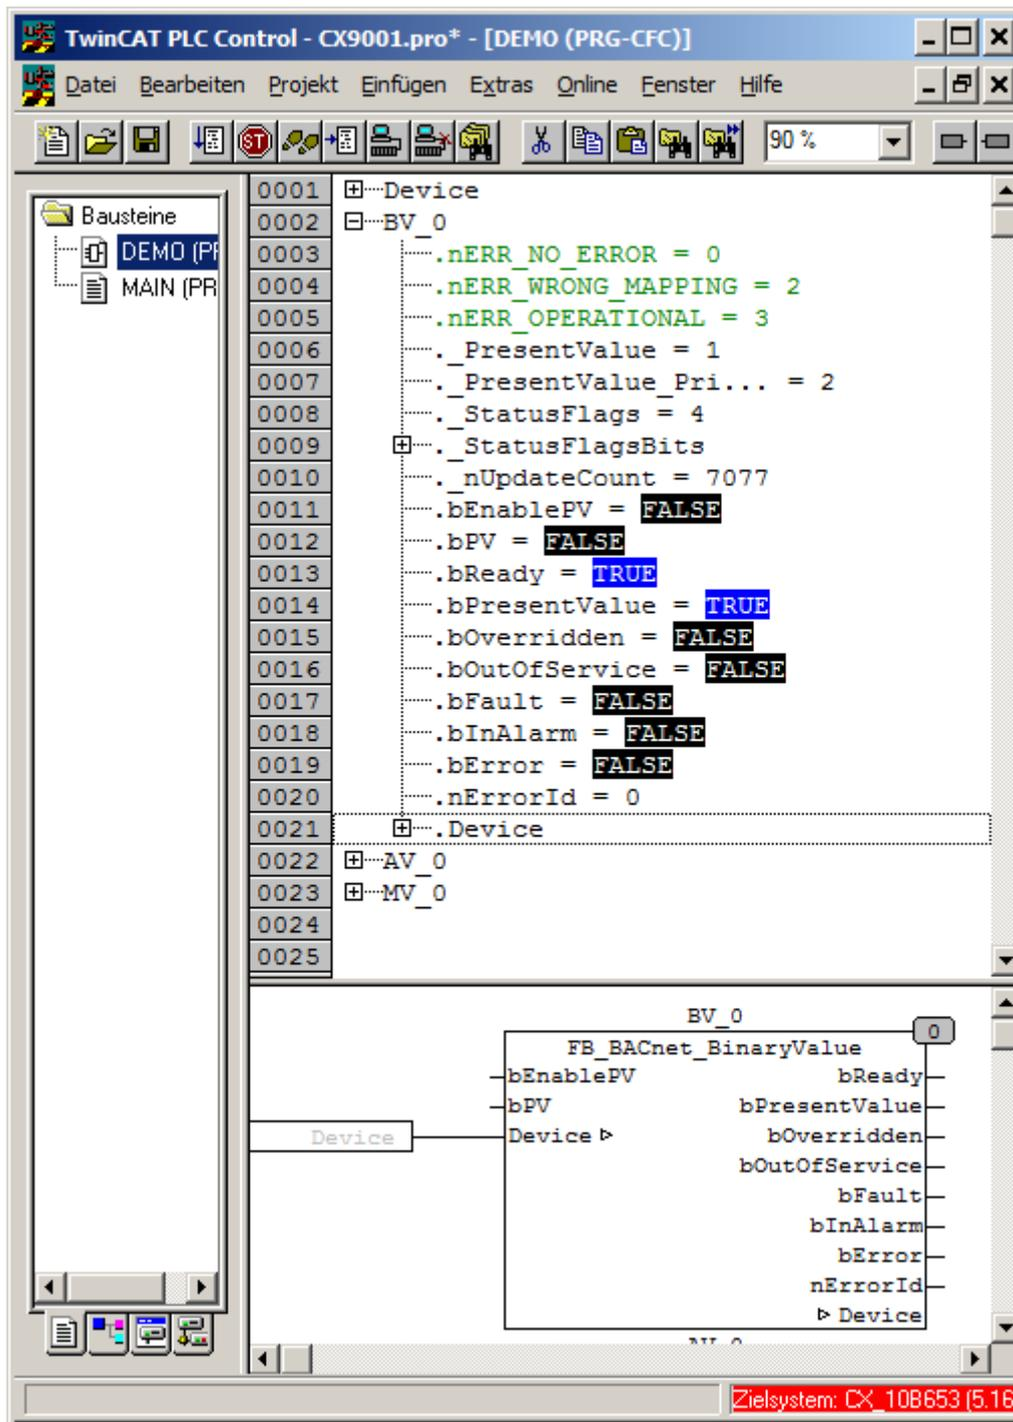 TwinCAT PLC Control - CX9001.pro* - [DEMO (PRG-CFC)]
Datei Bearbeiten Projekt Einfügen Extras Online Fenster Hilfe
ST 90 %
Bausteine
DEMO (PR
MAIN (PR
0001 Device
0002 BV_0
0003 .nERR_NO_ERROR = 0
0004 .nERR_WRONG_MAPPING = 2
0005 .nERR_OPERATIONAL = 3
0006 ._PresentValue = 1
0007 ._PresentValue_Pri... = 2
0008 ._StatusFlags = 4
0009 ._StatusFlagsBits
0010 ._nUpdateCount = 7077
0011 .bEnablePV = FALSE
0012 .bPV = FALSE
0013 .bReady = TRUE
0014 .bPresentValue = TRUE
0015 .bOverridden = FALSE
0016 .bOutOfService = FALSE
0017 .bFault = FALSE
0018 .bInAlarm = FALSE
0019 .bError = FALSE
0020 .nErrorId = 0
0021 .Device
0022 AV_0
0023 MV_0
0024
0025
BV_0
0
FB_BACnet_BinaryValue
bEnablePV bReady
bPV bPresentValue
Device Device bOverridden
bOutOfService
bFault
bInAlarm
bError
nErrorId
Device
Zielsystem: CX_10B653 (5.16